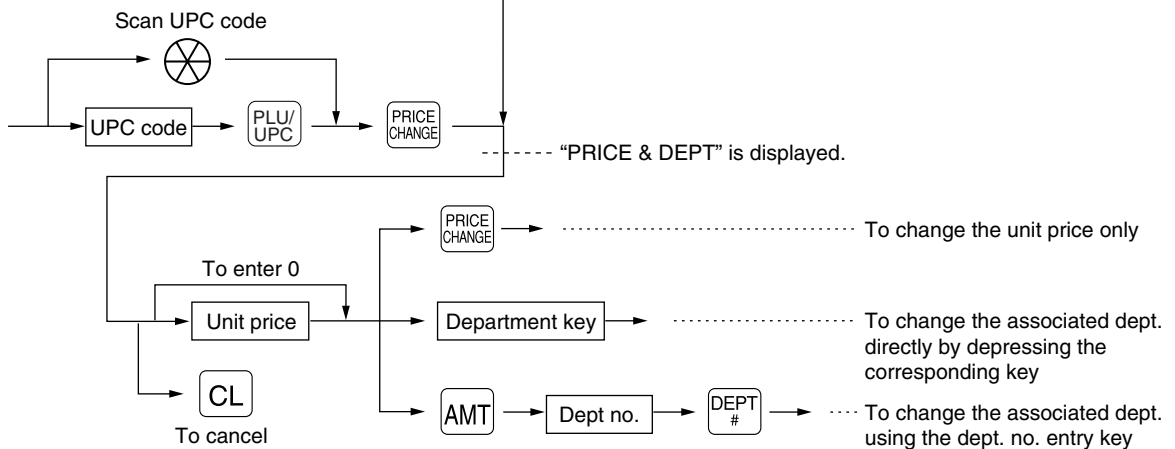 Scan UPC code
UPC code
PLU/
UPC
PRICE
CHANGE
“PRICE & DEPT” is displayed.
PRICE
CHANGE
To change the unit price only
To enter 0
Unit price
Department key
To change the associated dept.
directly by depressing the
corresponding key
CL
To cancel
AMT
Dept no.
DEPT
#
To change the associated dept.
using the dept. no. entry key